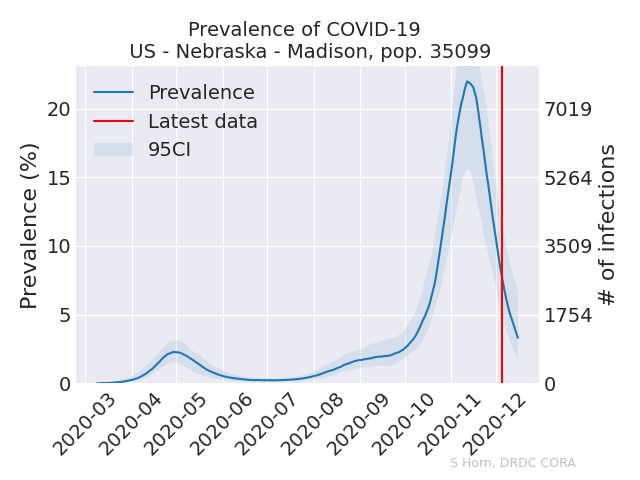 Prevalence of COVID-19
US - Nebraska - Madison, pop. 35099
Prevalence
Latest data
95CI
Prevalence (%)
20
15
10
5
0
7019
5264
3509
1754
0
# of infections
2020-03
2020-04
2020-05
2020-06
2020-07
2020-08
2020-09
2020-10
2020-11
2020-12
S Horn, DRDC CORA